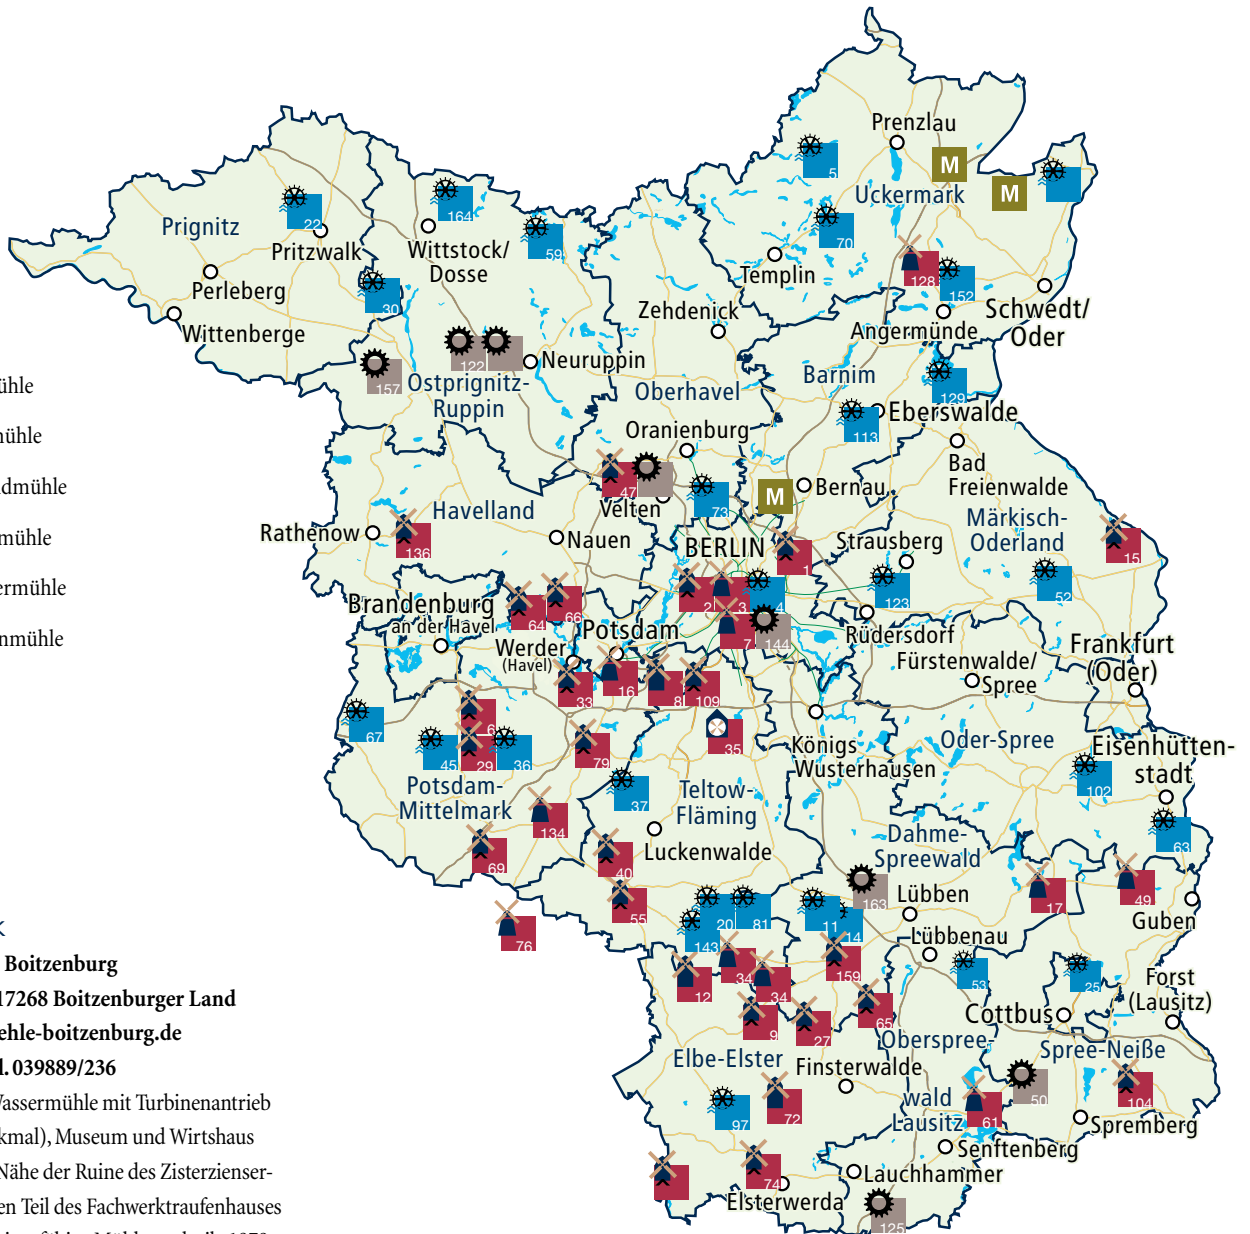 Prenzlau
M
5
Uckermark
M
22
164
Prignitz
70
59
Pritzwalk
Wittstock/
Dosse
Templin
128
152
Perleberg
30
Zehdenick
Schwedt/
Oder
Wittenberge
Angermünde
122
Neuruppin
157
Ostprignitz-
Ruppin
Oberhavel
Barnim
129
ühle
113
Eberswalde
Oranienburg
ühle
Bad
Freienwalde
47
dmühle
Velten
73
M
Bernau
Havelland
Märkisch-
Oderland
Rathenow
136
Nauen
BERLIN
1
Strausberg
15
mühle
2
3
4
123
52
ermühle
Brandenburg
an der Havel
64
66
Potsdam
7
144
Rüdersdorf
Frankfurt
(Oder)
nmühle
Werder
(Havel)
Fürstenwalde/
Spree
33
16
8
109
67
6
35
45
29
36
79
Königs
Wusterhausen
Oder-Spree
Eisenhütten-
stadt
102
Potsdam-
Mittelmark
37
Teltow-
Fläming
134
63
69
40
Luckenwalde
Dahme-
Spreewald
163
Lübben
17
49
55
20
81
11
14
Guben
76
143
Lübbenau
K
Boitzenburg
12
34
34
159
53
25
Forst
(Lausitz)
17268 Boitzenburger Land
9
27
65
Cottbus
ehle-boitzenburg.de
Oberspree-
wald
Lausitz
Spree-Neiße
l. 039889/236
Elbe-Elster
Finsterwalde
50
104
Wassermühle mit Turbinenantrieb
97
72
61
Spremberg
kmal), Museum und Wirtshaus
Senftenberg
Nähe der Ruine des Zisterzienser-
74
Lauchhammer
en Teil des Fachwerktraufenhauses
Elsterwerda
125